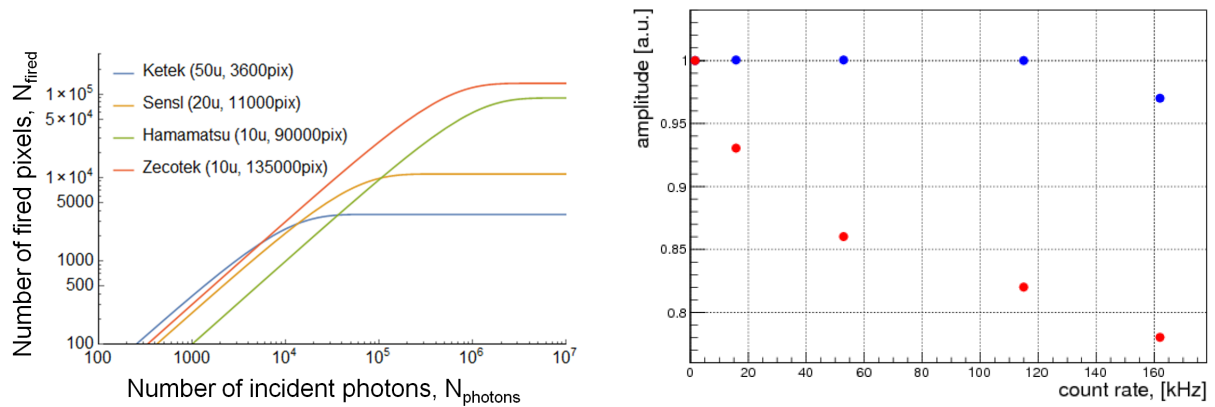 Number of fired pixels, Nfired
1×10⁵
5×10⁴
1×10⁴
5000
1000
500
100
Ketek (50u, 3600pix)
Sensl (20u, 11000pix)
Hamamatsu (10u, 90000pix)
Zecotek (10u, 135000pix)
100 1000 10⁴ 10⁵ 10⁶ 10⁷
Number of incident photons, Nphotons
amplitude [a.u.]
1
0.95
0.9
0.85
0.8
0 20 40 60 80 100 120 140 160
count rate, [kHz]